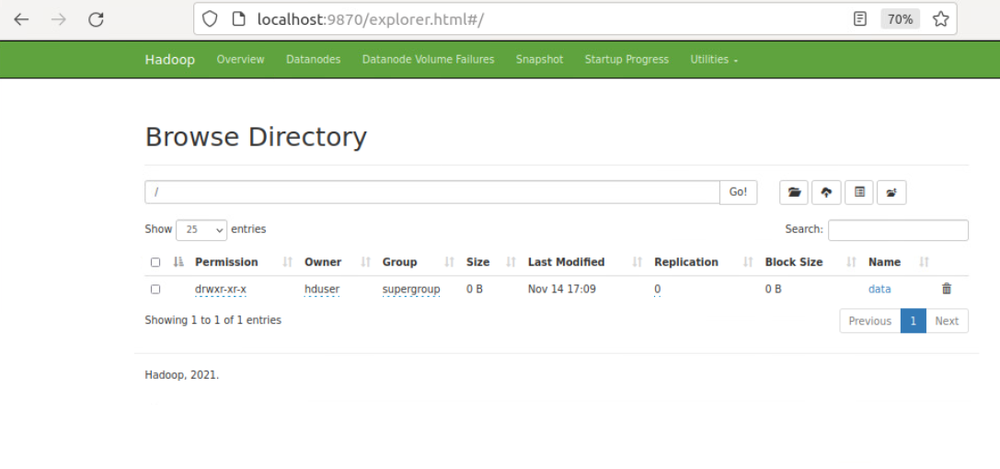 localhost:9870/explorer.html#/ 70%
Hadoop Overview Datanodes Datanode Volume Failures Snapshot Startup Progress Utilities
Browse Directory
/ Go!
Show 25 entries Search:
Permission Owner Group Size Last Modified Replication Block Size Name
drwxr-xr-x hduser supergroup 0 B Nov 14 17:09 0 0 B data
Showing 1 to 1 of 1 entries Previous 1 Next
Hadoop, 2021.